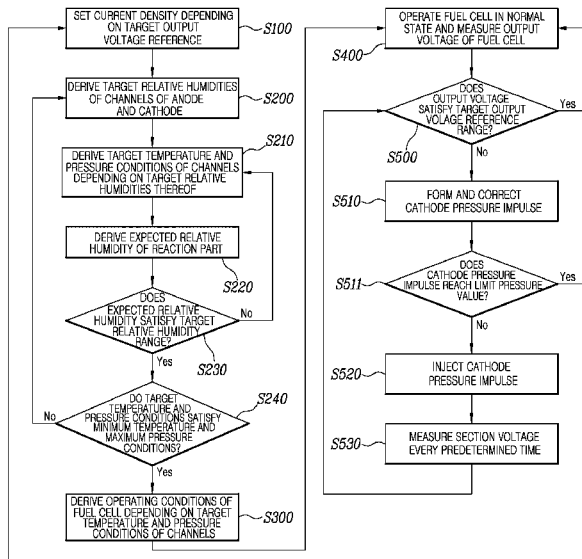 SET CURRENT DENSITY DEPENDING
ON TARGET OUTPUT
VOLTAGE REFERENCE
S100
DERIVE TARGET RELATIVE HUMIDITIES
OF CHANNELS OF ANODE
AND CATHODE
S200
S210
DERIVE TARGET TEMPERATURE AND
PRESSURE CONDITIONS OF CHANNELS
DEPENDING ON TARGET RELATIVE
HUMIDITIES THEREOF
DERIVE EXPECTED RELATIVE
HUMIDITY OF REACTION PART
S220
DOES
EXPECTED RELATIVE
HUMIDITY SATISFY TARGET
RELATIVE HUMIDITY
RANGE?
No
S230
Yes
DO TARGET
TEMPERATURE AND
PRESSURE CONDITIONS SATISFY
MINIMUM TEMPERATURE AND
MAXIMUM PRESSURE
CONDITIONS?
S240
No
Yes
DERIVE OPERATING CONDITIONS OF
FUEL CELL DEPENDING ON TARGET
TEMPERATURE AND PRESSURE
CONDITIONS OF CHANNELS
S300
OPERATE FUEL CELL IN NORMAL
STATE AND MEASURE OUTPUT
VOLTAGE OF FUEL CELL
S400
DOES
OUTPUT VOLTAGE
SATISFY TARGET OUTPUT
VOLAGE REFERENCE
RANGE?
Yes
S500
No
S510
FORM AND CORRECT
CATHODE PRESSURE IMPULSE
DOES
CATHODE PRESSURE
IMPULSE REACH LIMIT PRESSURE
VALUE?
S511
Yes
No
INJECT CATHODE
PRESSURE IMPULSE
S520
MEASURE SECTION VOLTAGE
EVERY PREDETERMINED TIME
S530